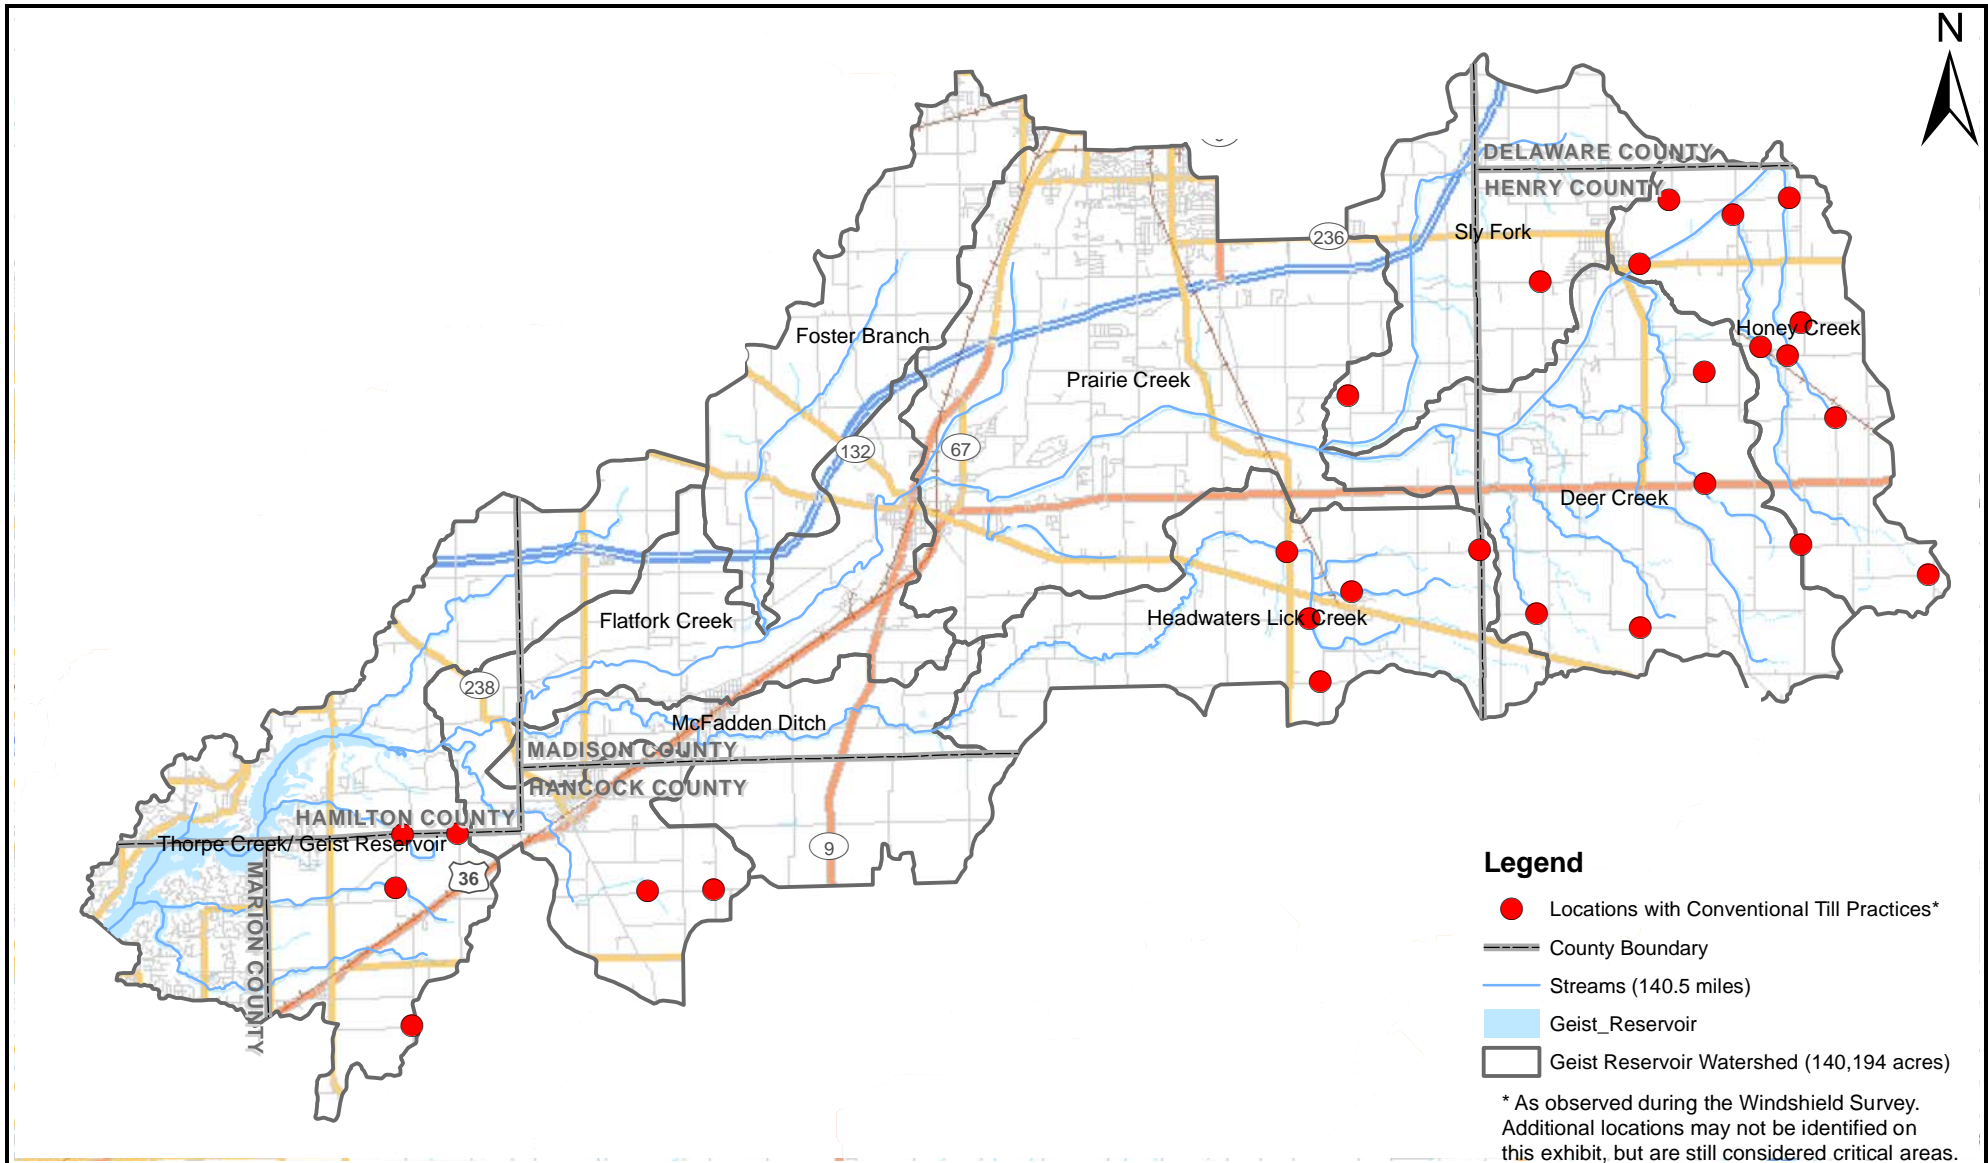 N
DELAWARE COUNTY
HENRY COUNTY
236
Sly Fork
Honey Creek
Foster Branch
Prairie Creek
132
67
Deer Creek
Flatfork Creek
Headwaters Lick Creek
238
McFadden Ditch
MADISON COUNTY
HANCOCK COUNTY
HAMILTON COUNTY
Thorpe Creek/ Geist Reservoir
9
36
MARION COUNTY
Legend
Locations with Conventional Till Practices*
County Boundary
Streams (140.5 miles)
Geist_Reservoir
Geist Reservoir Watershed (140,194 acres)
* As observed during the Windshield Survey.
Additional locations may not be identified on
this exhibit, but are still considered critical areas.